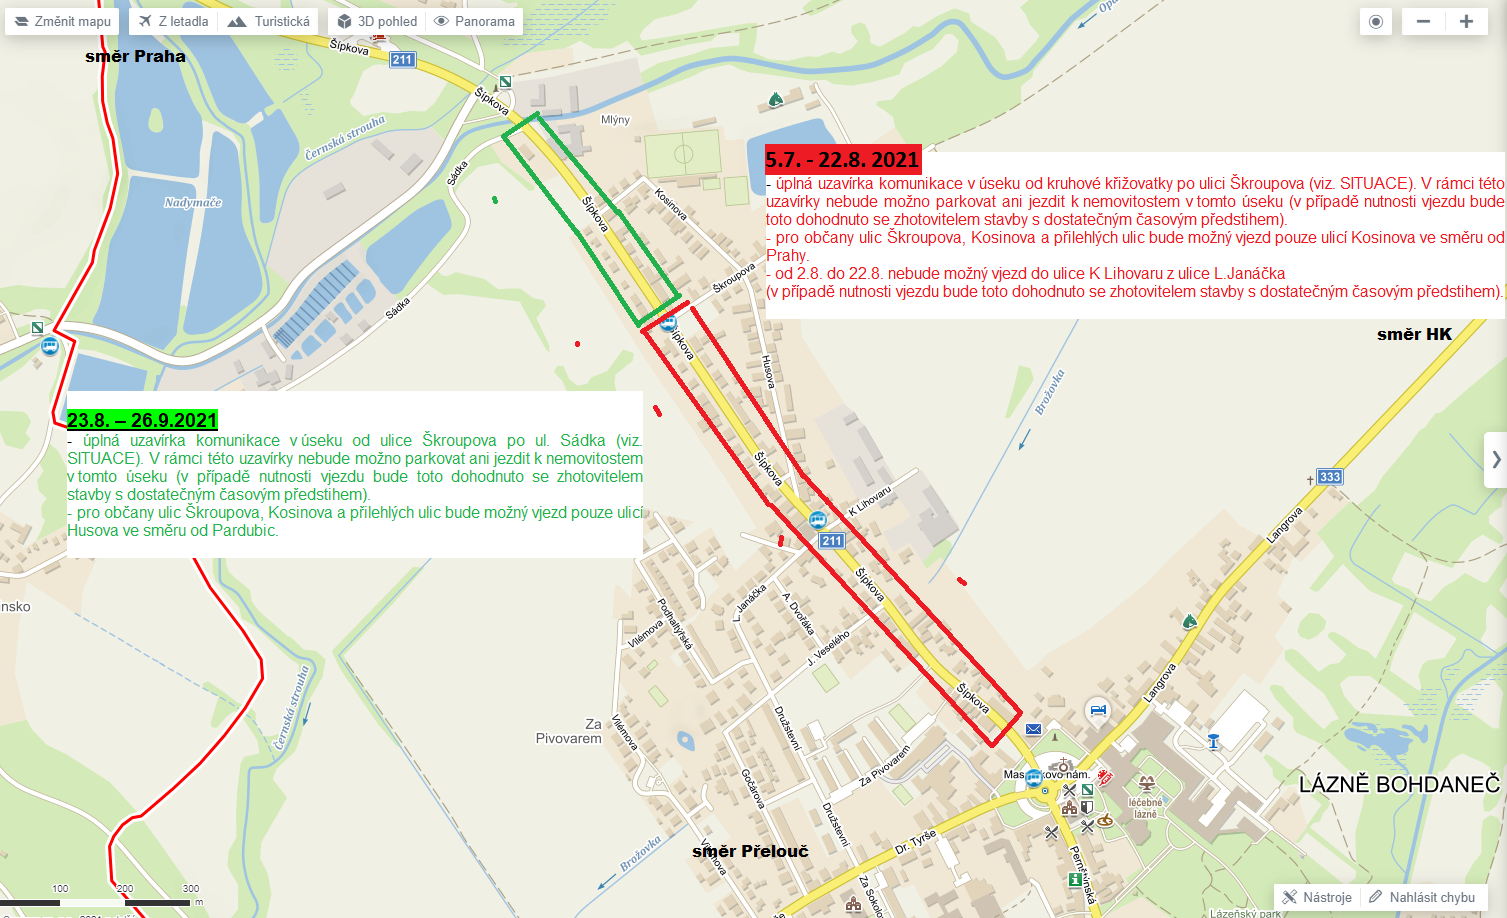 Změnit mapu
Z letadla
Turistická
3D pohled
Panorama
směr Praha
Šípkova
211
Šípkova
Mlýny
Černská strouha
Sádka
Nadymače
Šípkova
Kosinova
Škroupova
Sádka
5.7. - 22.8. 2021
- úplná uzavírka komunikace v úseku od kruhové křižovatky po ulici Škroupova (viz. SITUACE). V rámci této
uzavírky nebude možno parkovat ani jezdit k nemovitostem v tomto úseku (v případě nutnosti vjezdu bude
toto dohodnuto se zhotovitelem stavby s dostatečným časovým předstihem).
- pro občany ulic Škroupova, Kosinova a přilehlých ulic bude možný vjezd pouze ulicí Kosinova ve směru od
Prahy.
- od 2.8. do 22.8. nebude možný vjezd do ulice K Lihovaru z ulice L.Janáčka
(v případě nutnosti vjezdu bude toto dohodnuto se zhotovitelem stavby s dostatečným časovým předstihem).
směr HK
Šípkova
Husova
Brožovka
23.8. – 26.9.2021
- úplná uzavírka komunikace v úseku od ulice Škroupova po ul. Sádka (viz.
SITUACE). V rámci této uzavírky nebude možno parkovat ani jezdit k nemovitostem
v tomto úseku (v případě nutnosti vjezdu bude toto dohodnuto se zhotovitelem
stavby s dostatečným časovým předstihem).
- pro občany ulic Škroupova, Kosinova a přilehlých ulic bude možný vjezd pouze ulicí
Husova ve směru od Pardubic.
Šípkova
K Lihovaru
333
Langrova
211
Šípkova
L. Janáčka
A. Dvořáka
Podhaltýřská
Vilémova
J. Veselého
insko
Černská strouha
Langrova
Šípkova
Za
Pivovarem
Vilémova
Družstevní
Za Pivovarem
Gočárova
Družstevní
Masarykovo nám.
léčebné
lázně
LÁZNĚ BOHDANEČ
Dr. Tyrše
Brožovka
Vilémova
směr Přelouč
Za Sokolo
Pernštýnská
Lázeňský park
100
200
300
m
Nástroje
Nahlásit chybu